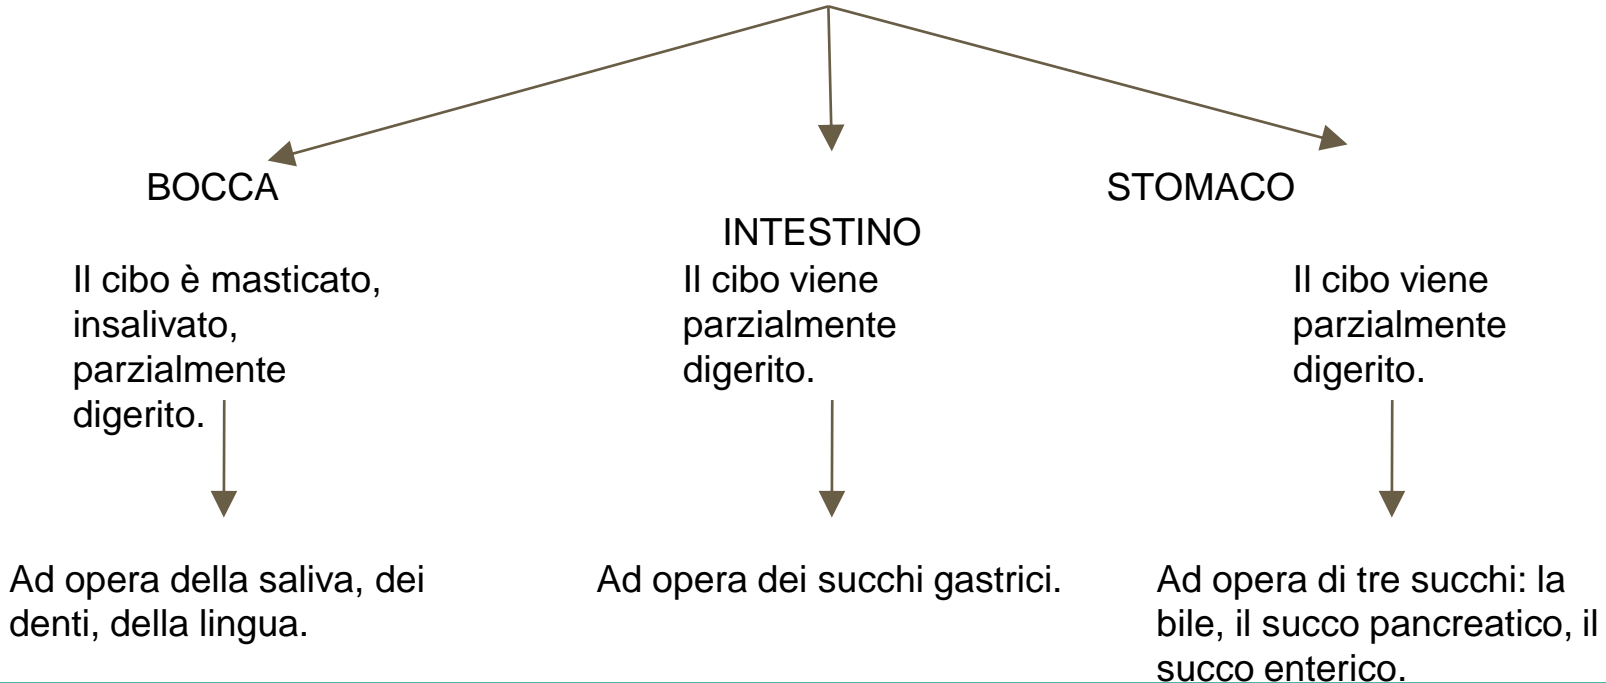 BOCCA
Il cibo è masticato,
insalivato,
parzialmente
digerito.
Ad opera della saliva, dei
denti, della lingua.
INTESTINO
Il cibo viene
parzialmente
digerito.
Ad opera dei succhi gastrici.
STOMACO
Il cibo viene
parzialmente
digerito.
Ad opera di tre succhi: la
bile, il succo pancreatico, il
succo enterico.